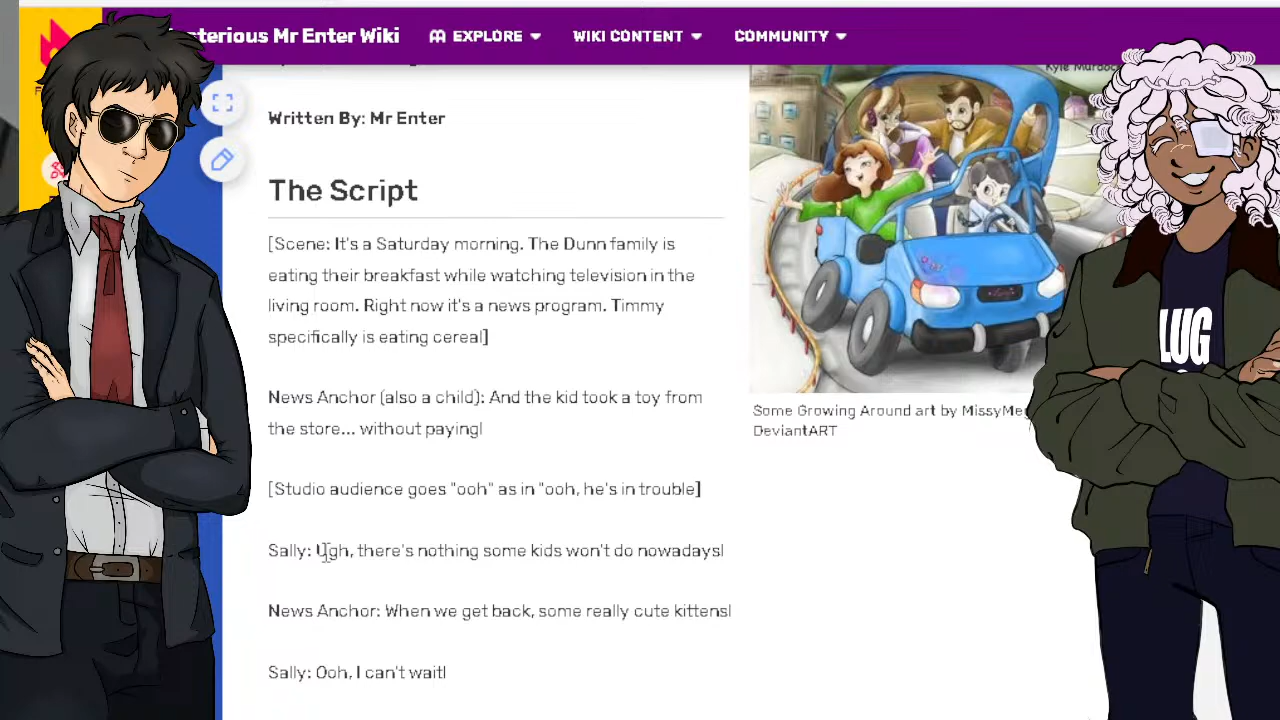 sterious Mr Enter Wiki
EXPLORE
WIKI CONTENT
COMMUNITY
Written By: Mr Enter
The Script
[Scene: It's a Saturday morning. The Dunn family is
eating their breakfast while watching television in the
living room. Right now it's a news program. Timmy
specifically is eating cereal]
News Anchor (also a child): And the kid took a toy from
the store... without paying!
[Studio audience goes "ooh" as in "ooh, he's in trouble]
Sally: Ugh, there's nothing some kids won't do nowadays!
News Anchor: When we get back, some really cute kittens!
Sally: Ooh, I can't wait!
Kyle Murdoc
Some Growing Around art by MissyMe
DeviantART
LUG